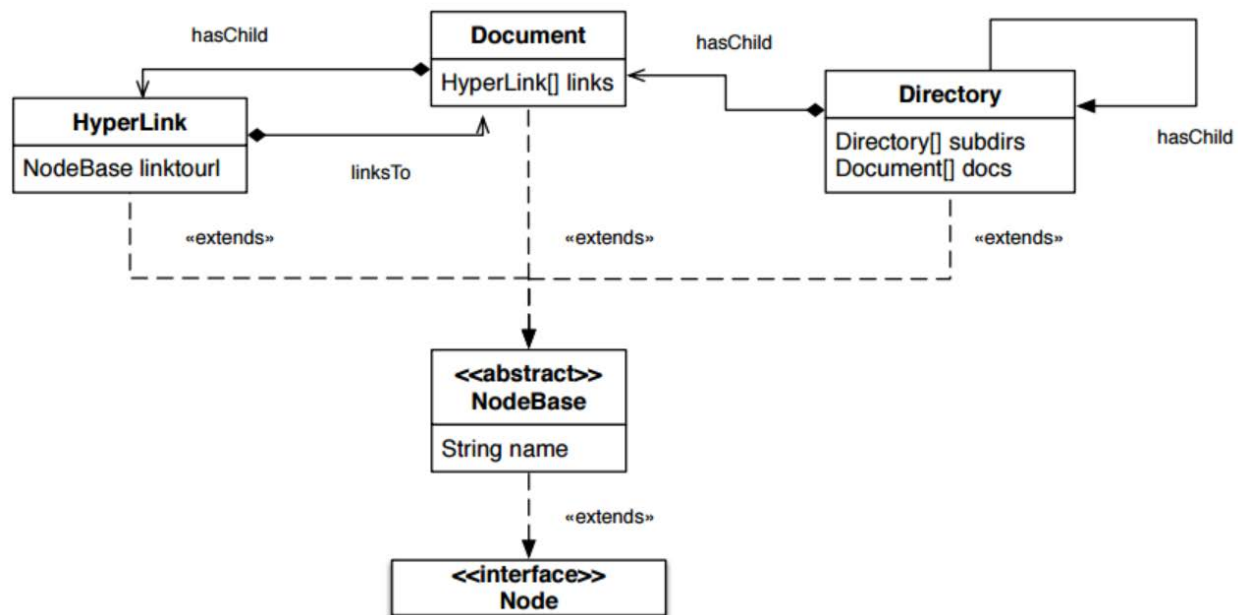 hasChild
Document
HyperLink[] links
hasChild
Directory
Directory[] subdirs
Document[] docs
hasChild
HyperLink
NodeBase linktourl
linksTo
«extends»
«extends»
«extends»
<<abstract>>
NodeBase
String name
«extends»
<<interface>>
Node